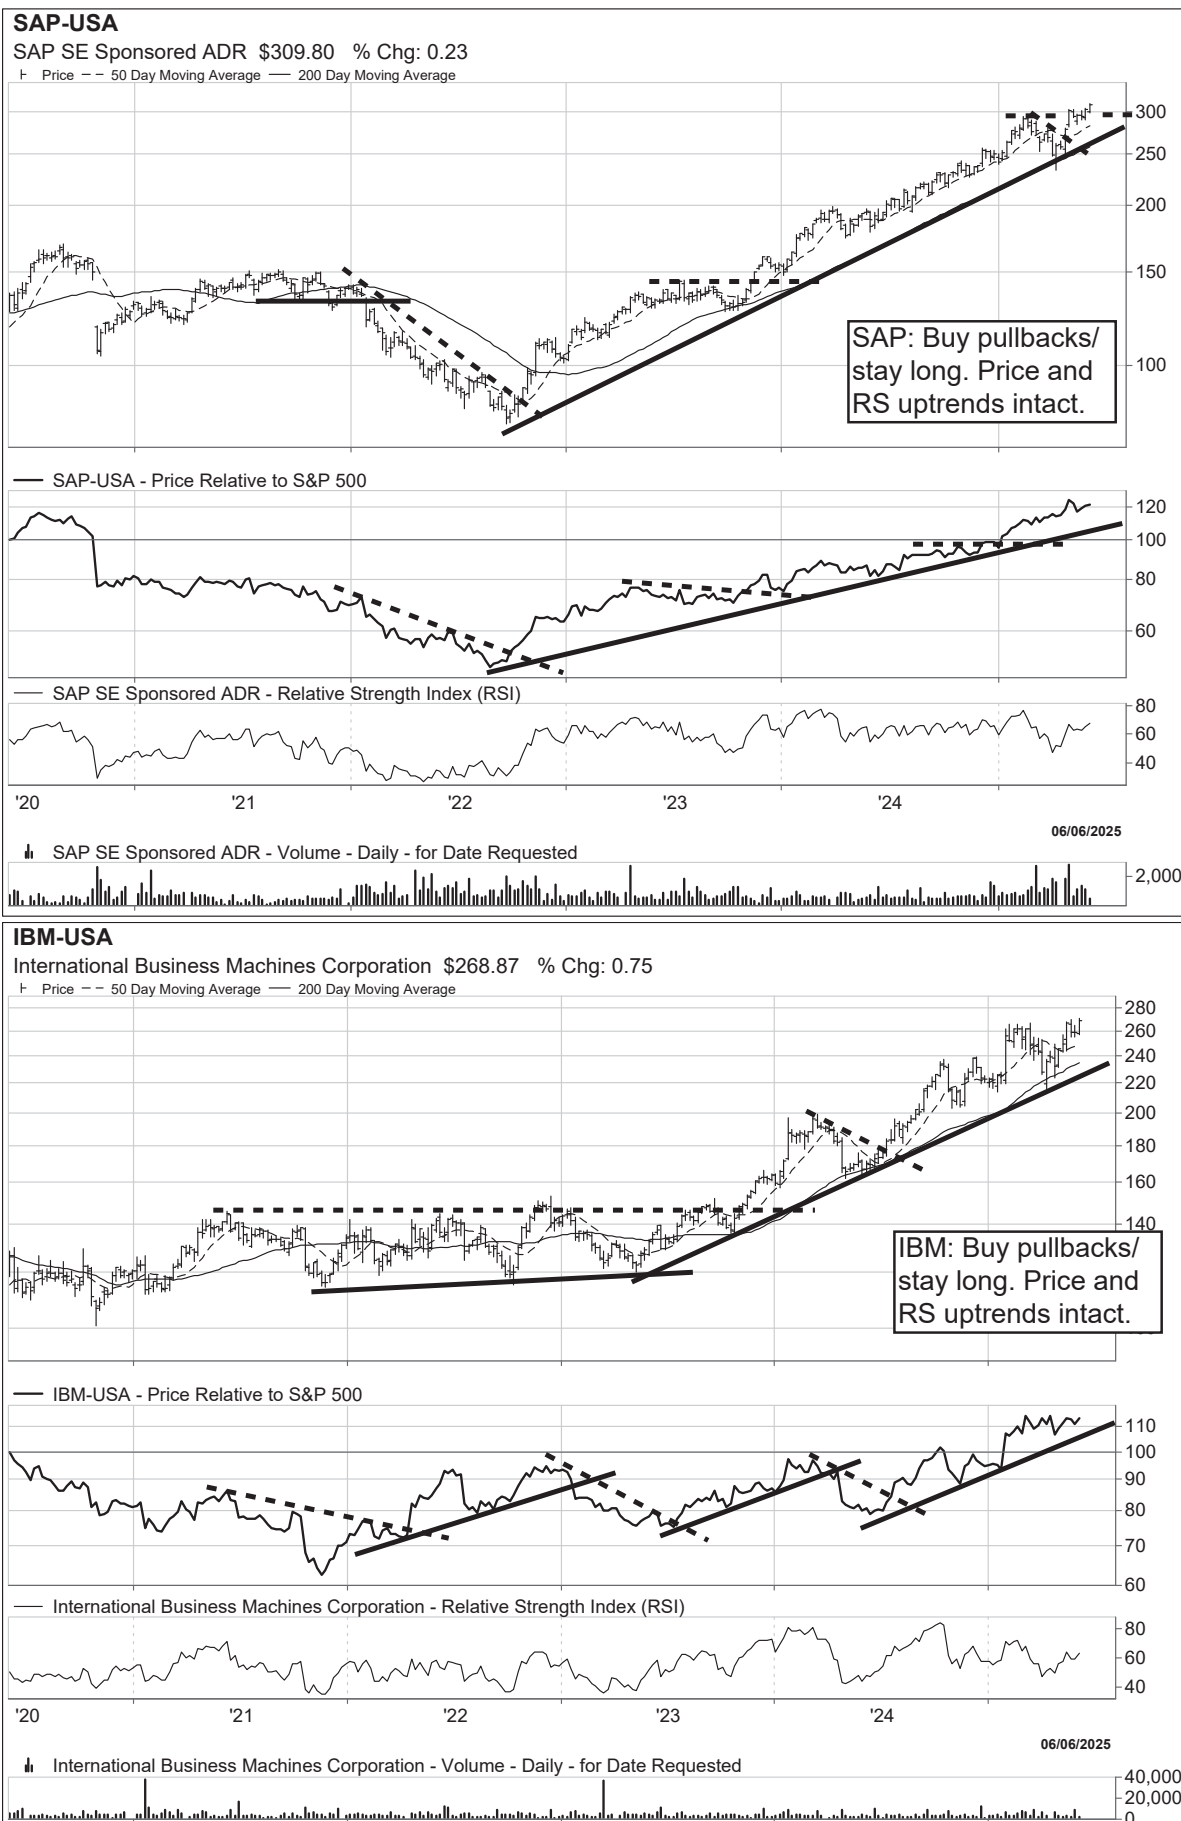 SAP-USA
SAP SE Sponsored ADR $309.80 % Chg: 0.23
Price 50 Day Moving Average 200 Day Moving Average
300
250
200
150
100
SAP: Buy pullbacks/
stay long. Price and
RS uptrends intact.
SAP-USA - Price Relative to S&P 500
120
100
80
60
SAP SE Sponsored ADR - Relative Strength Index (RSI)
80
60
40
'20 '21 '22 '23 '24
06/06/2025
SAP SE Sponsored ADR - Volume - Daily - for Date Requested
2,000
IBM-USA
International Business Machines Corporation $268.87 % Chg: 0.75
Price 50 Day Moving Average 200 Day Moving Average
280
260
240
220
200
180
160
140
IBM: Buy pullbacks/
stay long. Price and
RS uptrends intact.
IBM-USA - Price Relative to S&P 500
110
100
90
80
70
60
International Business Machines Corporation - Relative Strength Index (RSI)
80
60
40
'20 '21 '22 '23 '24
06/06/2025
International Business Machines Corporation - Volume - Daily - for Date Requested
40,000
20,000
0